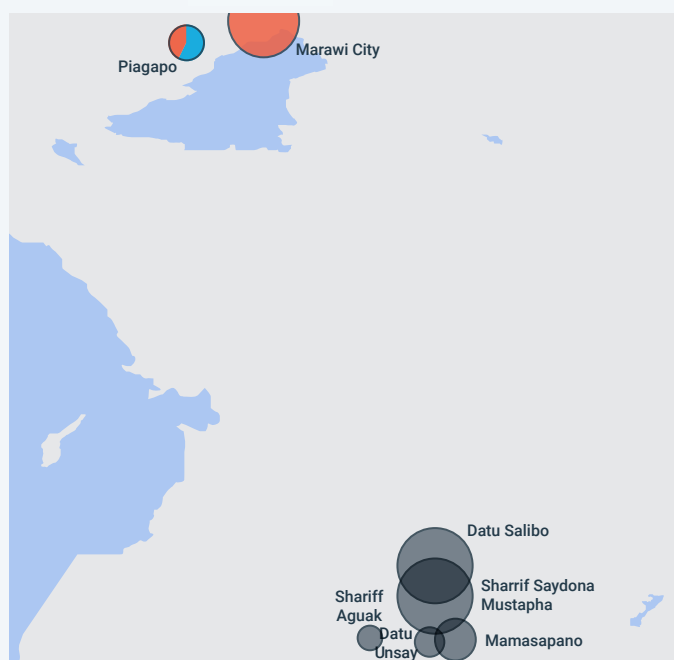 Marawi City
Piagapo
Datu Salibo
Sharrif Saydona
Mustapha
Shariff
Aguak
Datu
Unsay
Mamasapano